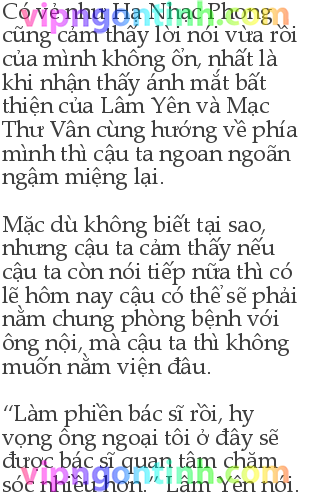 Có vẻ như Hạ Nhạc Phong
cũng cảm thấy lời nói vừa rồi
của mình không ổn, nhất là
khi nhận thấy ánh mắt bất
thiện của Lâm Yên và Mạc
Thư Vân cùng hướng về phía
mình thì cậu ta ngoan ngoãn
ngậm miệng lại.
Mặc dù không biết tại sao,
nhưng cậu ta cảm thấy nếu
cậu ta còn nói tiếp nữa thì có
lẽ hôm nay cậu có thể sẽ phải
nằm chung phòng bệnh với
ông nội, mà cậu ta thì không
muốn nằm viện đâu.
“Làm phiền bác sĩ rồi, hy
vọng ông ngoại tôi ở đây sẽ
được bác sĩ quan tâm chăm
sóc nhiều hơn.” Lâm Yên nói.
vipngontinh.com
vipngontinh.com